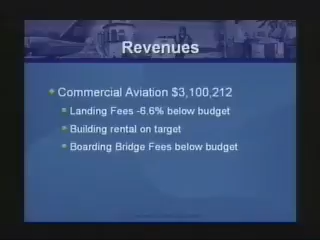 Revenues
Commercial Aviation $3,100,212
Landing Fees -6.6% below budget
Building rental on target
Boarding Bridge Fees below budget